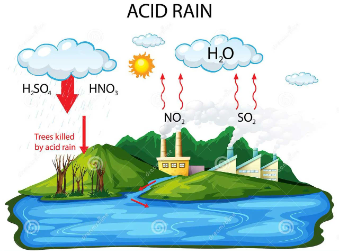 ACID RAIN
H₂O
H₂SO₄ HNO₃
NO₂ SO₂
Trees killed
by acid rain